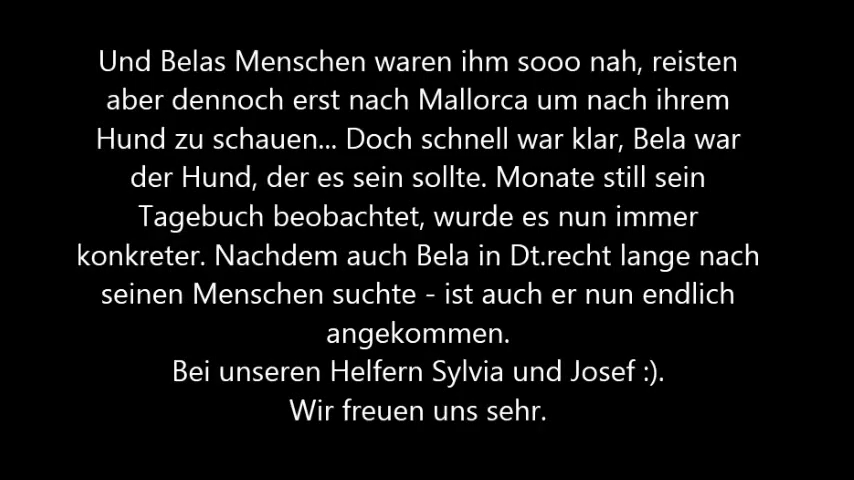 Und Belas Menschen waren ihm sooo nah, reisten
aber dennoch erst nach Mallorca um nach ihrem
Hund zu schauen... Doch schnell war klar, Bela war
der Hund, der es sein sollte. Monate still sein
Tagebuch beobachtet, wurde es nun immer
konkreter. Nachdem auch Bela in Dt.recht lange nach
seinen Menschen suchte - ist auch er nun endlich
angekommen.
Bei unseren Helfern Sylvia und Josef :).
Wir freuen uns sehr.